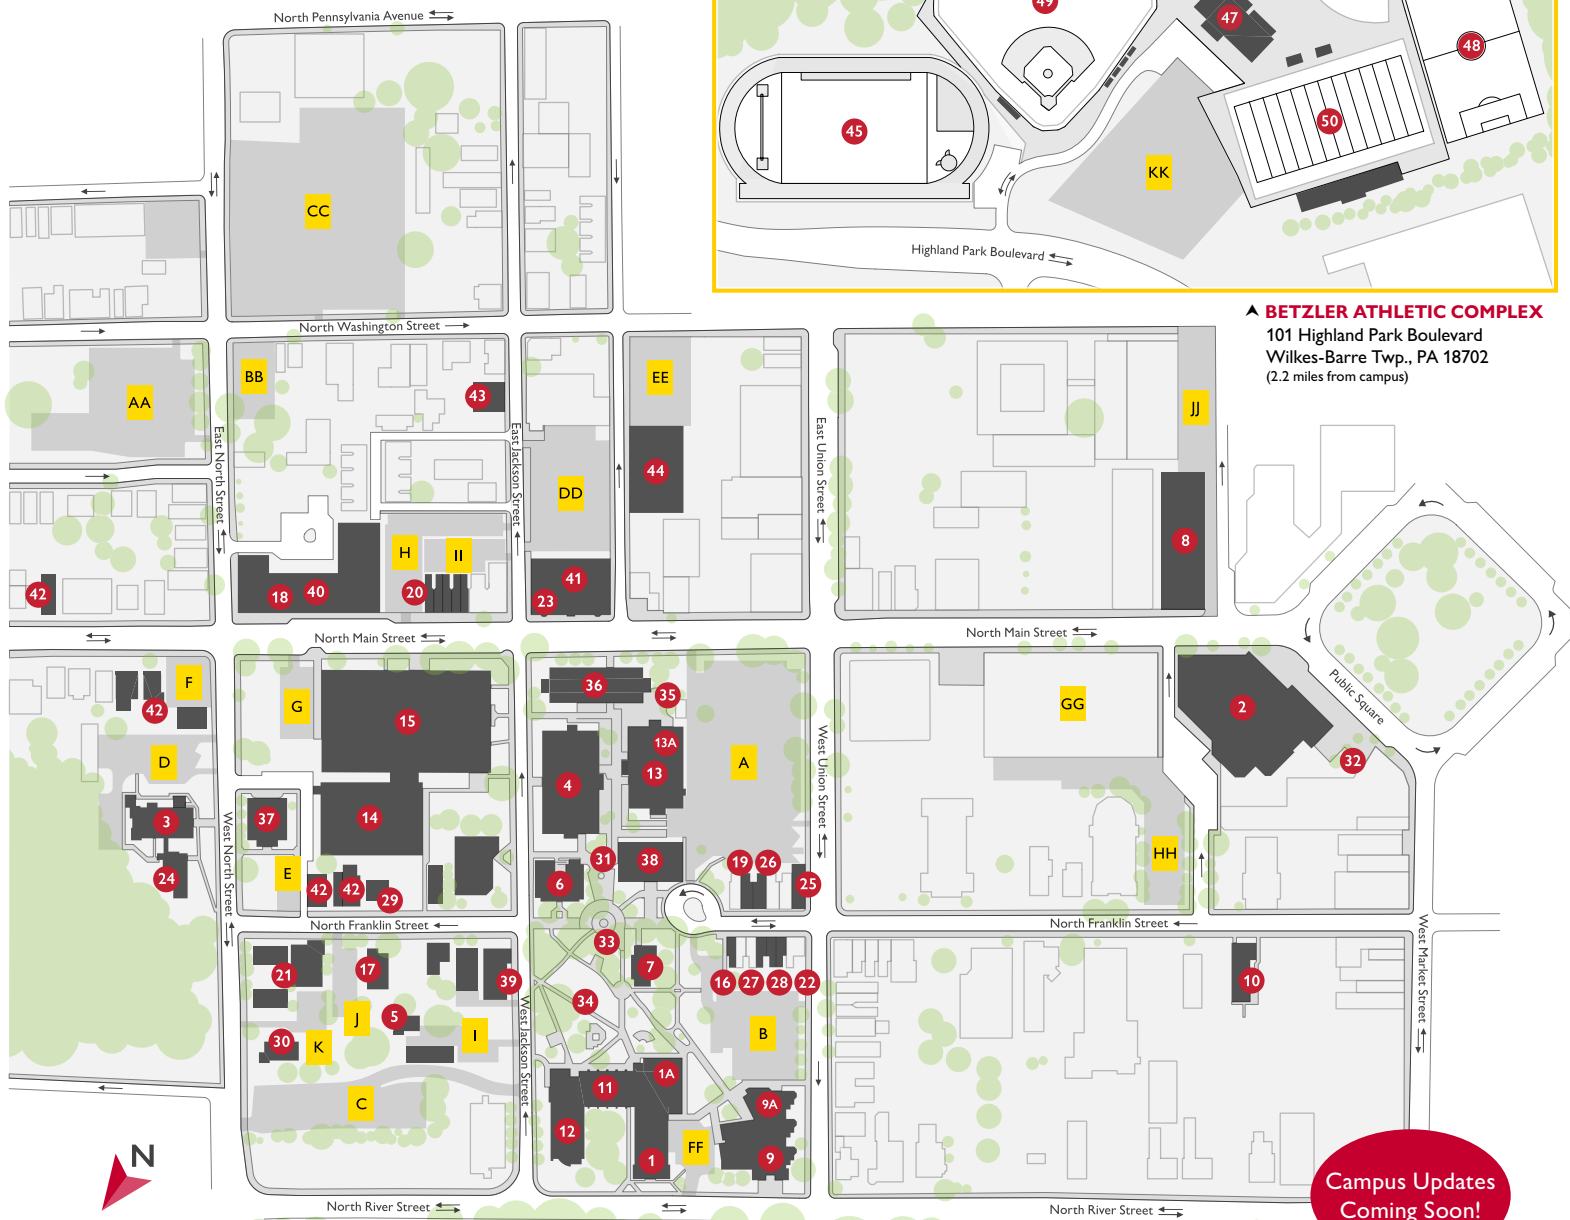 North Pennsylvania Avenue
49
47
48
45
50
KK
CC
Highland Park Boulevard
BETZLER ATHLETIC COMPLEX
101 Highland Park Boulevard
Wilkes-Barre Twp., PA 18702
(2.2 miles from campus)
North Washington Street
BB
EE
AA
43
JJ
East North Street
East Jackson Street
East Union Street
44
DD
8
H
II
41
42
18
40
20
23
North Main Street
North Main Street
F
36
35
42
G
15
13A
2
GG
Public Square
D
4
13
A
West Union Street
32
3
37
14
31
38
19
26
HH
24
West North Street
E
42
42
29
6
25
North Franklin Street
North Franklin Street
West Market Street
33
21
17
39
7
16
27
28
22
10
34
J
5
West Jackson Street
I
B
30
K
11
1A
C
9A
12
FF
1
9
N
Campus Updates
Coming Soon!
North River Street
North River Street